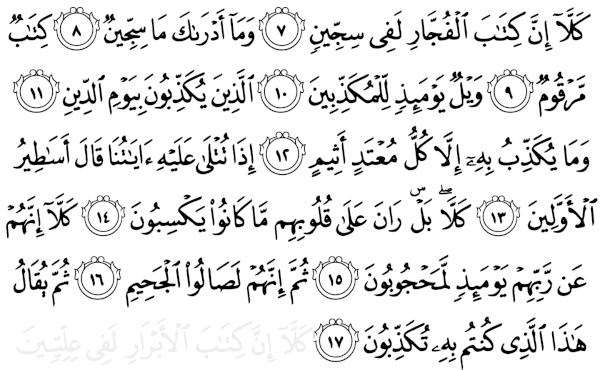 كَلَّآ إِنَّ كِتَٰبَ ٱلْفُجَّارِ لَفِى سِجِّينٍ ٧ وَمَآ أَدْرَىٰكَ مَا سِجِّينٌ ٨ كِتَٰبٌ
مَّرْقُومٌ ٩ وَيْلٌ يَوْمَئِذٍ لِّلْمُكَذِّبِينَ ١٠ ٱلَّذِينَ يُكَذِّبُونَ بِيَوْمِ ٱلدِّينِ ١١
وَمَا يُكَذِّبُ بِهِۦٓ إِلَّا كُلُّ مُعْتَدٍ أَثِيمٍ ١٢ إِذَا تُتْلَىٰ عَلَيْهِ ءَايَٰتُنَا قَالَ أَسَٰطِيرُ
ٱلْأَوَّلِينَ ١٣ كَلَّا ۖ بَلْ ۜ رَانَ عَلَىٰ قُلُوبِهِم مَّا كَانُوا۟ يَكْسِبُونَ ١٤ كَلَّآ إِنَّهُمْ
عَن رَّبِّهِمْ يَوْمَئِذٍ لَّمَحْجُوبُونَ ١٥ ثُمَّ إِنَّهُمْ لَصَالُوا۟ ٱلْجَحِيمِ ١٦ ثُمَّ يُقَالُ
هَٰذَا ٱلَّذِى كُنتُم بِهِۦ تُكَذِّبُونَ ١٧ كَلَّآ إِنَّ كِتَٰبَ ٱلْأَبْرَارِ لَفِى عِلِّيِّينَ